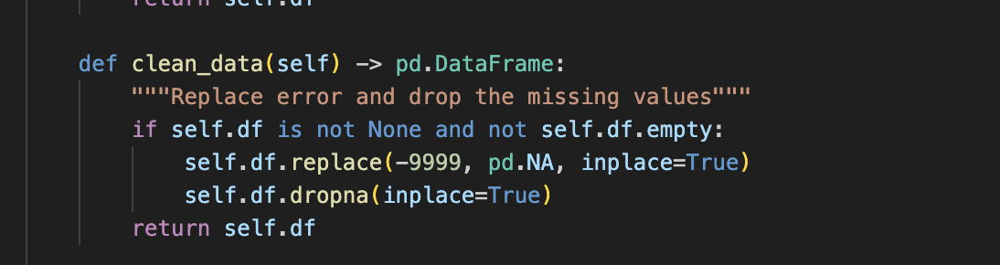 return self.df
def clean_data(self) -> pd.DataFrame:
"""Replace error and drop the missing values"""
if self.df is not None and not self.df.empty:
self.df.replace(-9999, pd.NA, inplace=True)
self.df.dropna(inplace=True)
return self.df